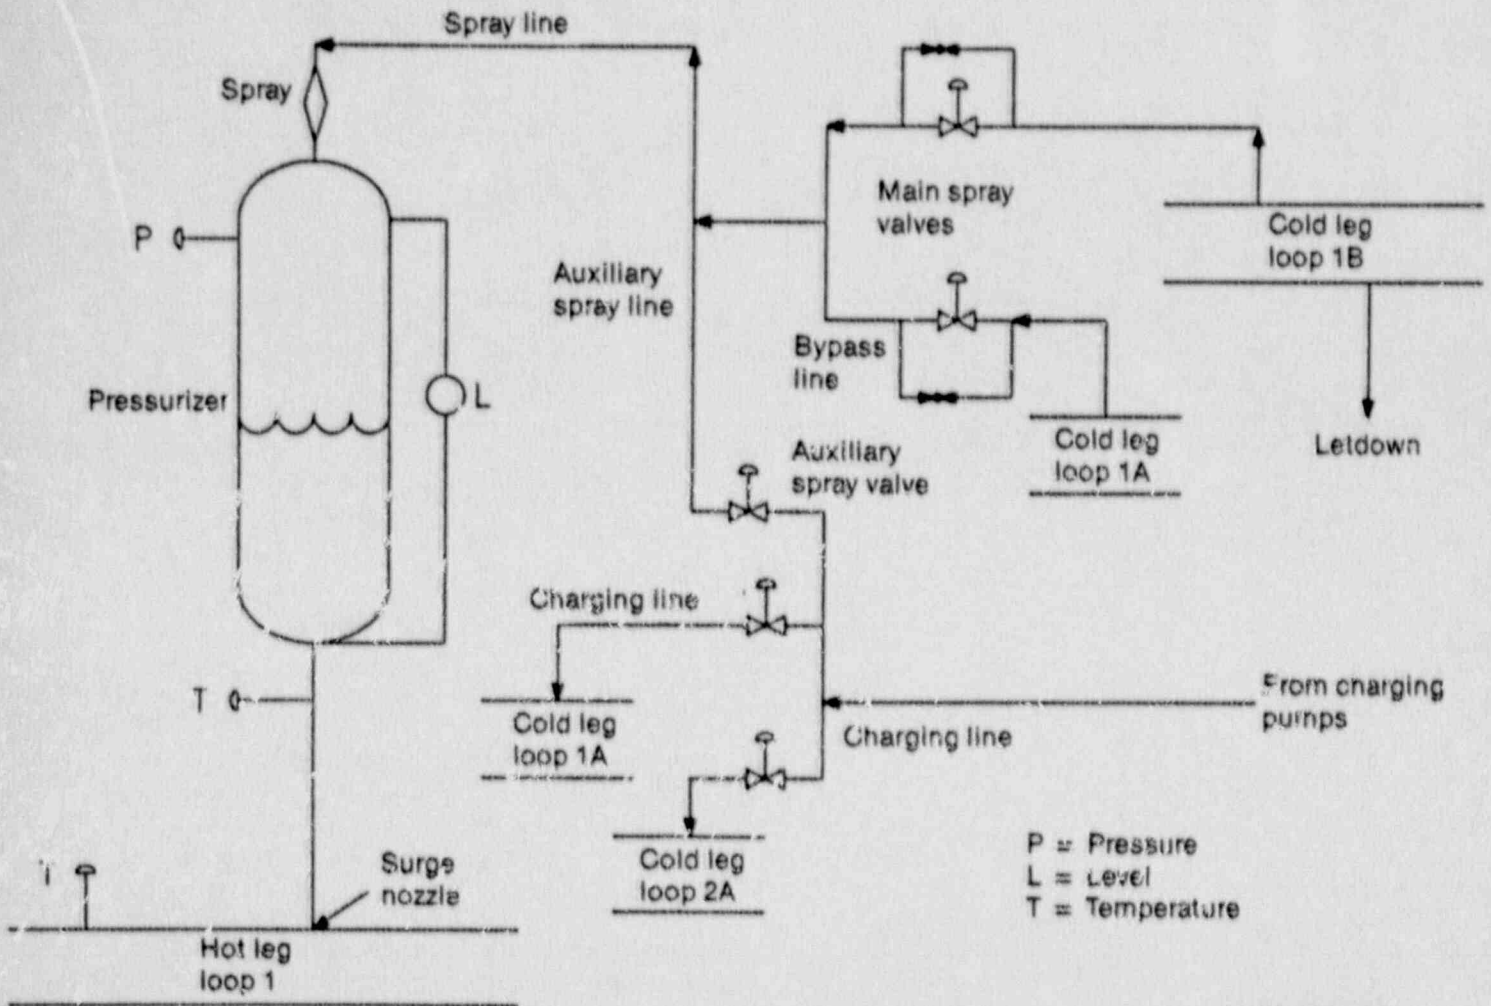 Spray line
Spray
P
Main spray
valves
Cold leg
loop 1B
Auxiliary
spray line
Bypass
line
Pressurizer
L
Cold leg
loop 1A
Letdown
Auxiliary
spray valve
Charging line
T
From charging
pumps
Cold leg
loop 1A
Charging line
Surge
nozzle
Cold leg
loop 2A
P = Pressure
L = Level
T = Temperature
Hot leg
loop 1